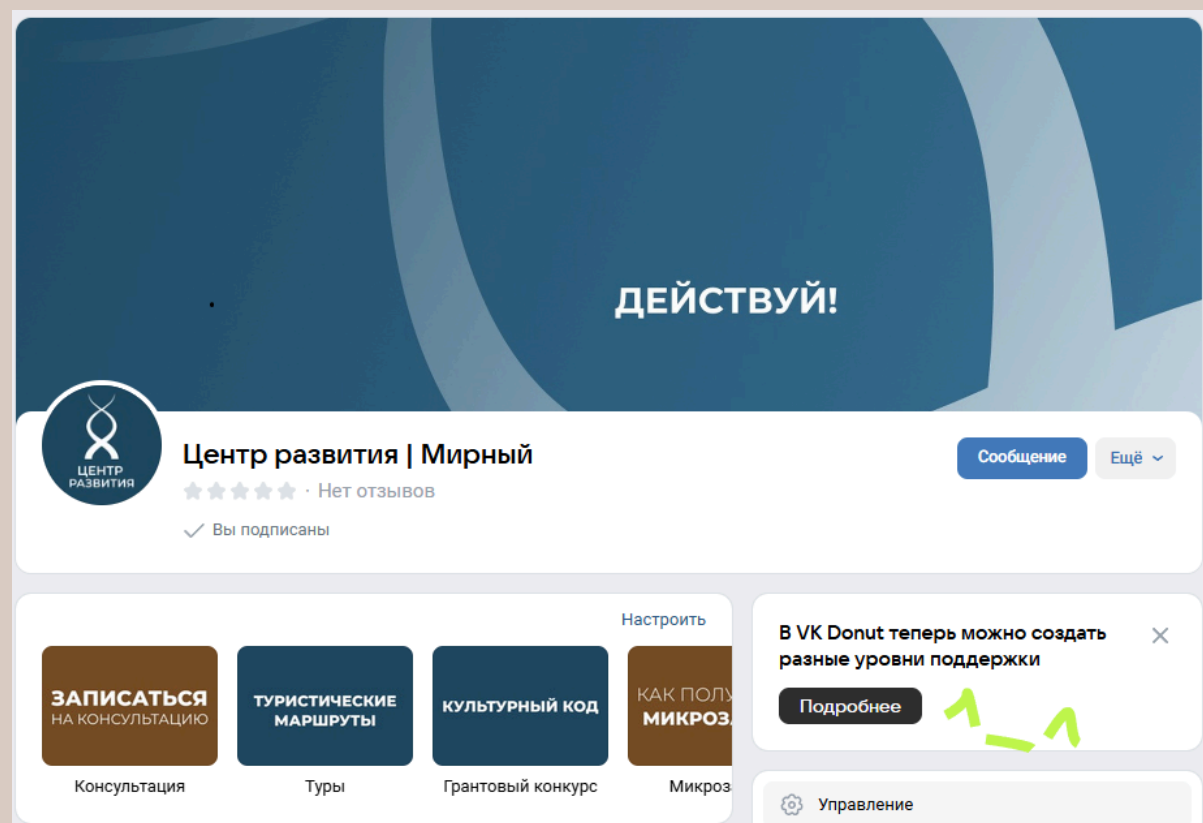 ДЕЙСТВУЙ!
ЦЕНТР
РАЗВИТИЯ
Центр развития | Мирный
· Нет отзывов
Вы подписаны
Сообщение
Ещё
Настроить
ЗАПИСАТЬСЯ
НА КОНСУЛЬТАЦИЮ
Консультация
ТУРИСТИЧЕСКИЕ
МАРШРУТЫ
Туры
КУЛЬТУРНЫЙ КОД
Грантовый конкурс
КАК ПОЛУ
МИКРОЗ
Микроз
В VK Donut теперь можно создать
разные уровни поддержки
Подробнее
Управление